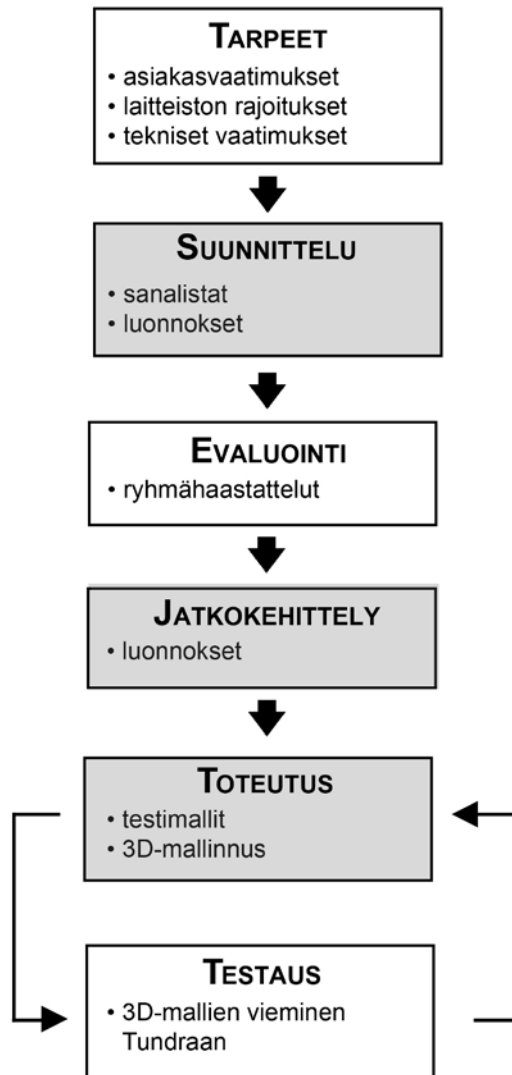 TARPEET
• asiakasvaatimukset
• laitteiston rajoitukset
• tekniset vaatimukset
SUUNNITTELU
• sanalistat
• luonnokset
EVALUOINTI
• ryhmähaastattelut
JATKOKEHITTELY
• luonnokset
TOTEUTUS
• testimallit
• 3D-mallinnus
TESTAUS
• 3D-mallien vieminen
Tundraan